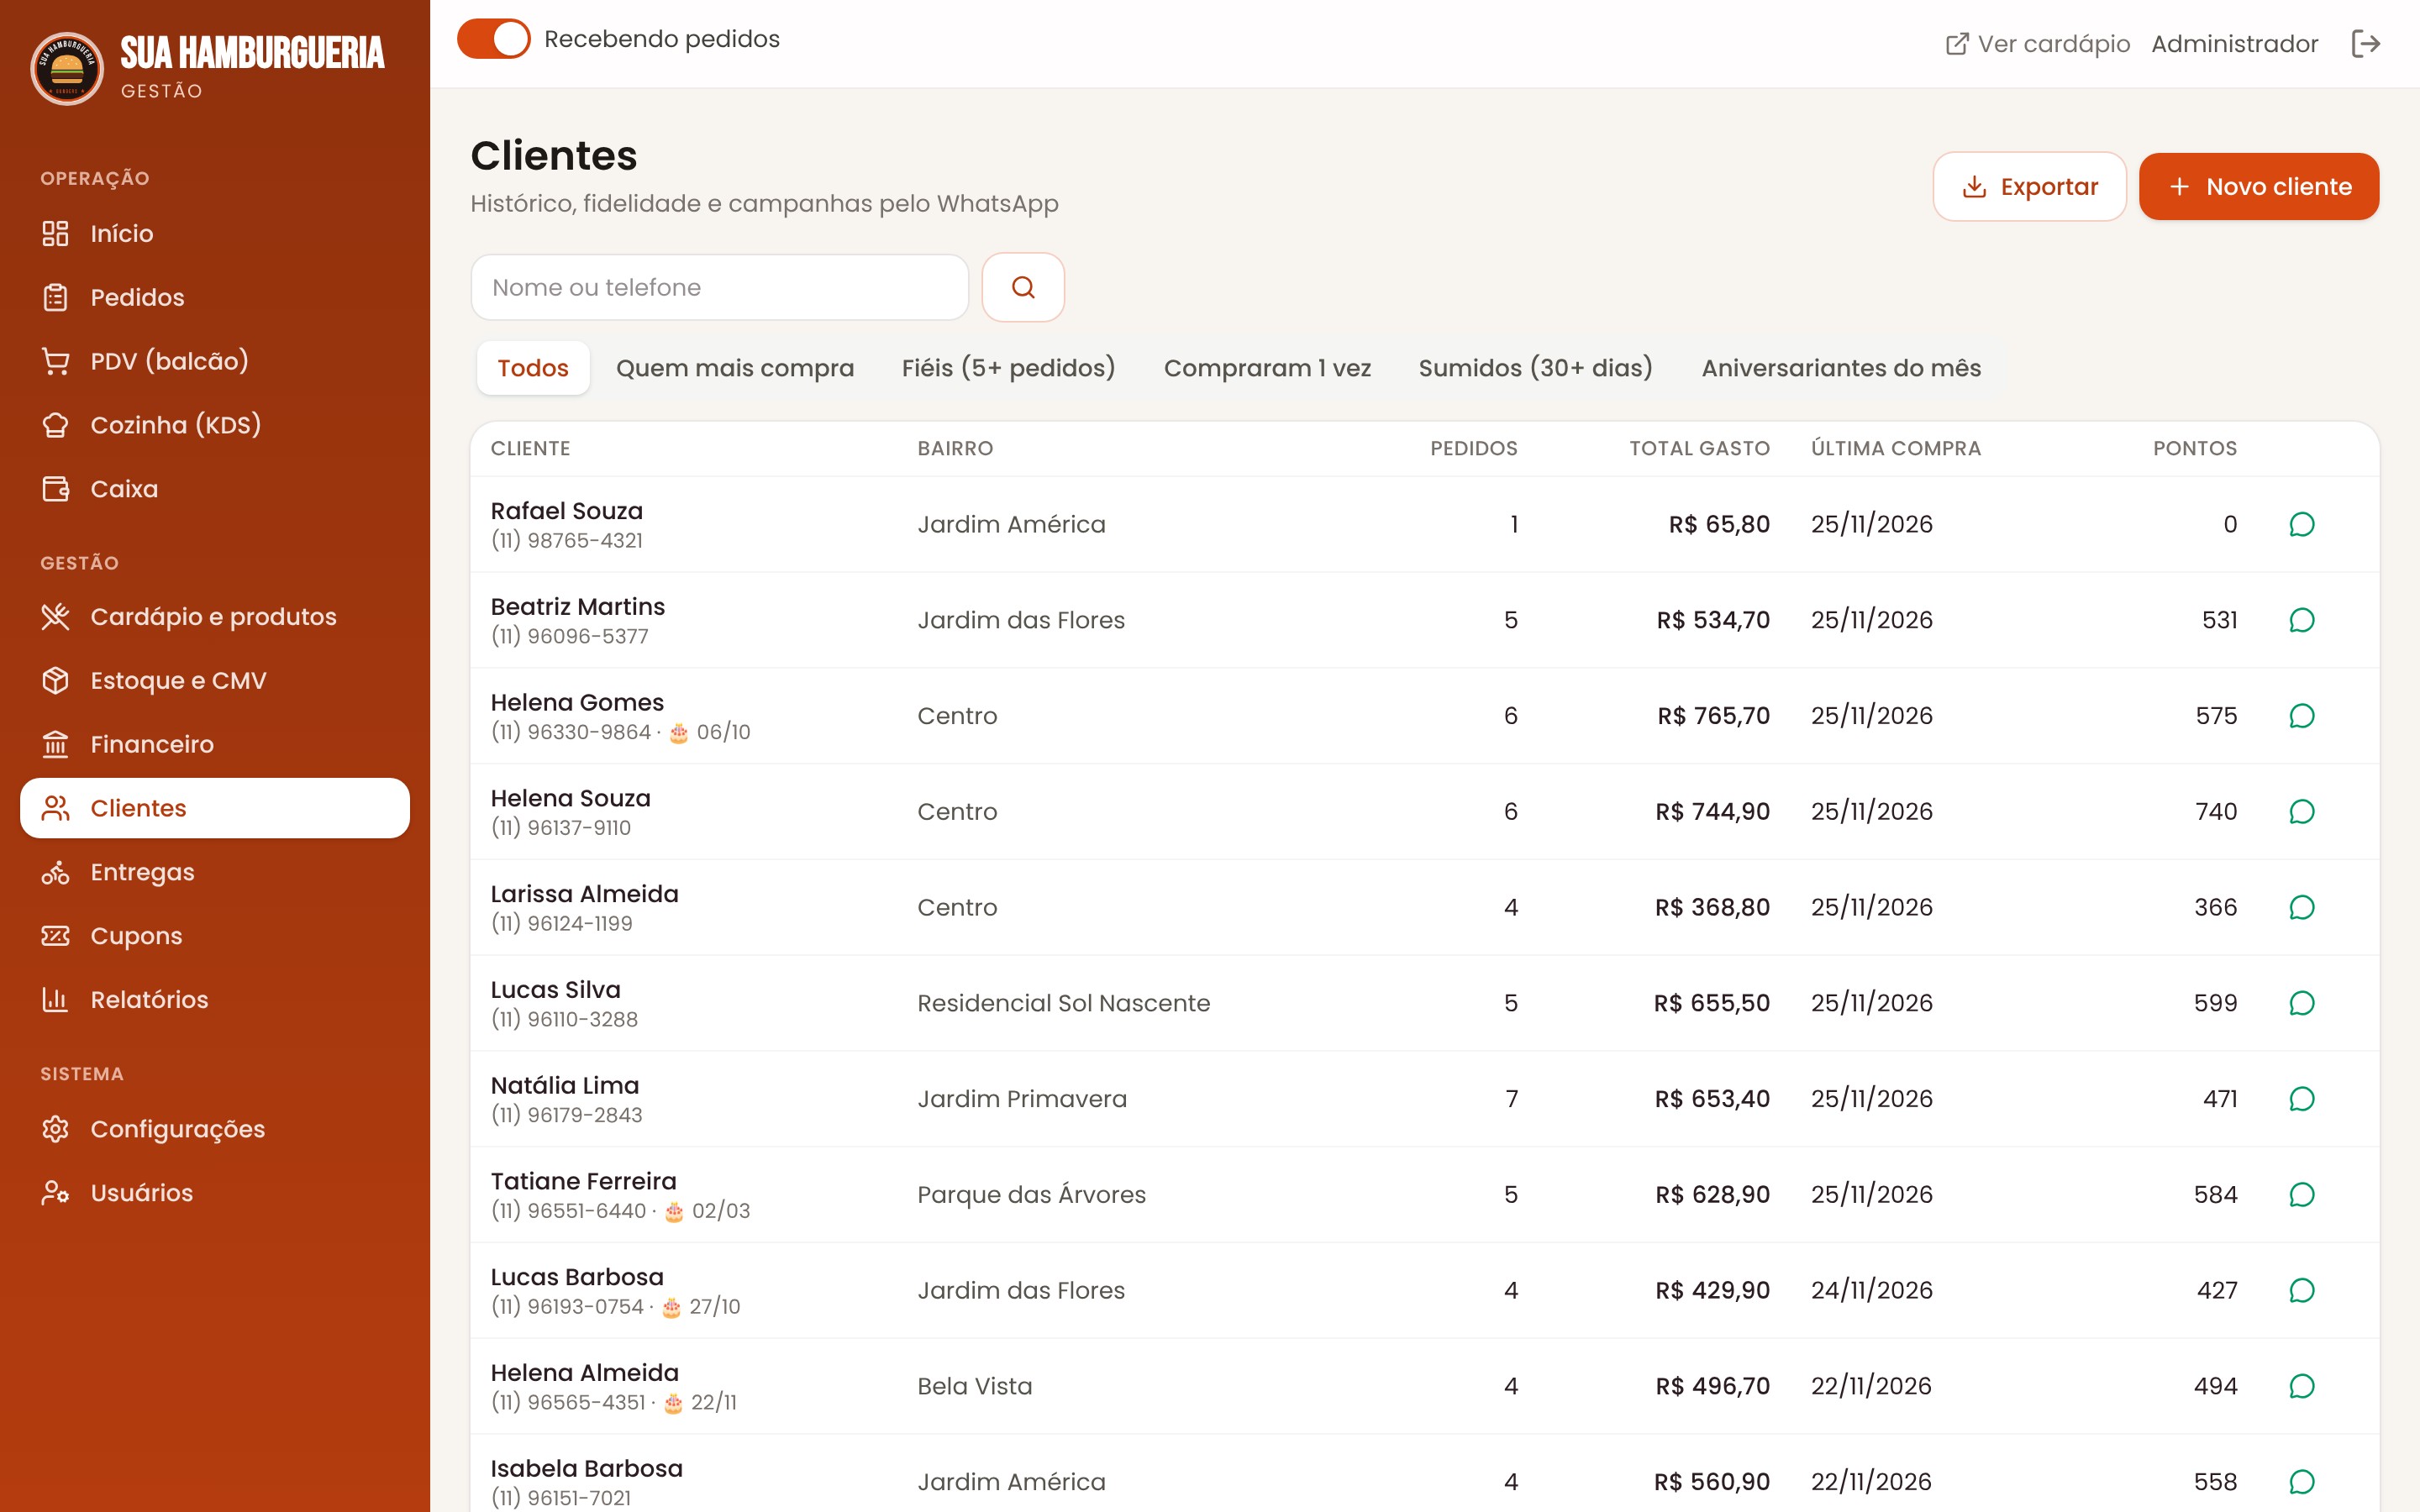 SUA HAMBURGUERIA
SUA HAMBURGUERIA
GESTÃO
OPERAÇÃO
Início
Pedidos
PDV (balcão)
Cozinha (KDS)
Caixa
GESTÃO
Cardápio e produtos
Estoque e CMV
Financeiro
Clientes
Entregas
Cupons
Relatórios
SISTEMA
Configurações
Usuários
Recebendo pedidos
Ver cardápio Administrador
Clientes
Histórico, fidelidade e campanhas pelo WhatsApp
Exportar
+ Novo cliente
Nome ou telefone
Todos Quem mais compra Fiéis (5+ pedidos) Compraram 1 vez Sumidos (30+ dias) Aniversariantes do mês
CLIENTE BAIRRO PEDIDOS TOTAL GASTO ÚLTIMA COMPRA PONTOS
Rafael Souza
(11) 98765-4321
Jardim América 1 R$ 65,80 25/11/2026 0
Beatriz Martins
(11) 96096-5377
Jardim das Flores 5 R$ 534,70 25/11/2026 531
Helena Gomes
(11) 96330-9864 · 🎂 06/10
Centro 6 R$ 765,70 25/11/2026 575
Helena Souza
(11) 96137-9110
Centro 6 R$ 744,90 25/11/2026 740
Larissa Almeida
(11) 96124-1199
Centro 4 R$ 368,80 25/11/2026 366
Lucas Silva
(11) 96110-3288
Residencial Sol Nascente 5 R$ 655,50 25/11/2026 599
Natália Lima
(11) 96179-2843
Jardim Primavera 7 R$ 653,40 25/11/2026 471
Tatiane Ferreira
(11) 96551-6440 · 🎂 02/03
Parque das Árvores 5 R$ 628,90 25/11/2026 584
Lucas Barbosa
(11) 96193-0754 · 🎂 27/10
Jardim das Flores 4 R$ 429,90 24/11/2026 427
Helena Almeida
(11) 96565-4351 · 🎂 22/11
Bela Vista 4 R$ 496,70 22/11/2026 494
Isabela Barbosa
(11) 96151-7021
Jardim América 4 R$ 560,90 22/11/2026 558